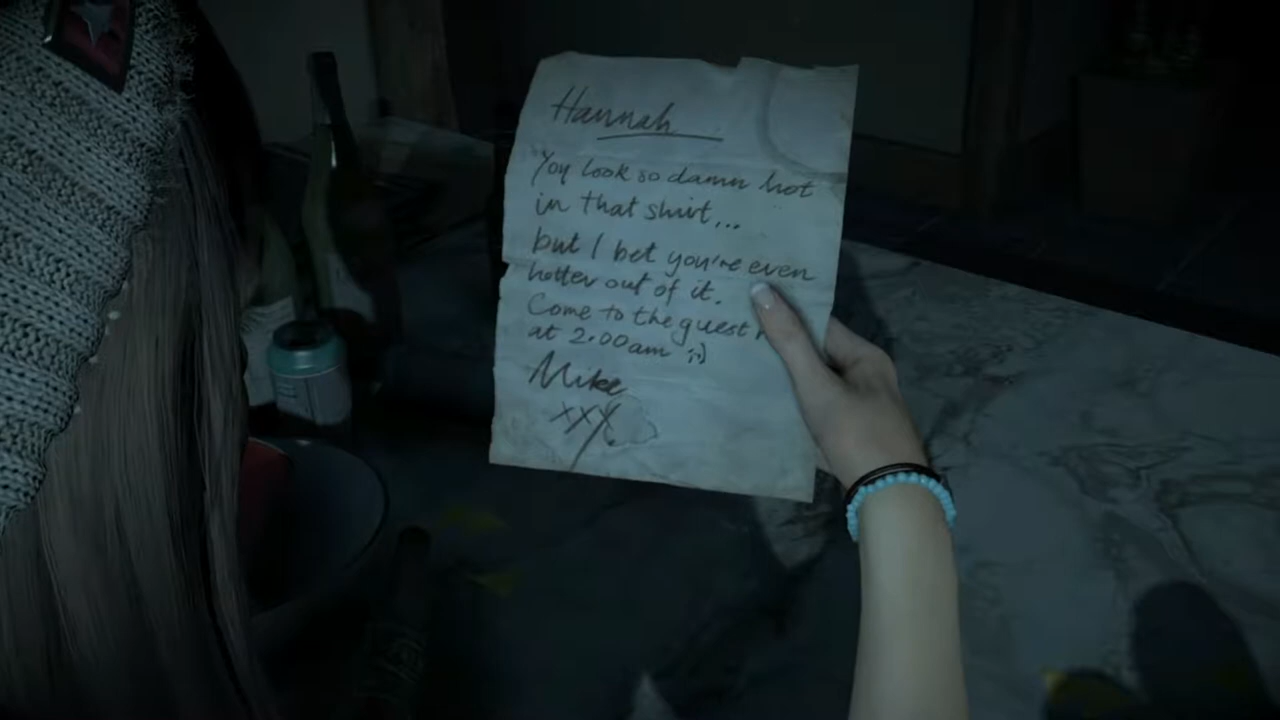 Hannah
You look so damn hot
in that shirt...
but I bet you're even
hotter out of it.
Come to the guest
at 2.00am ;)
Mike
xxx